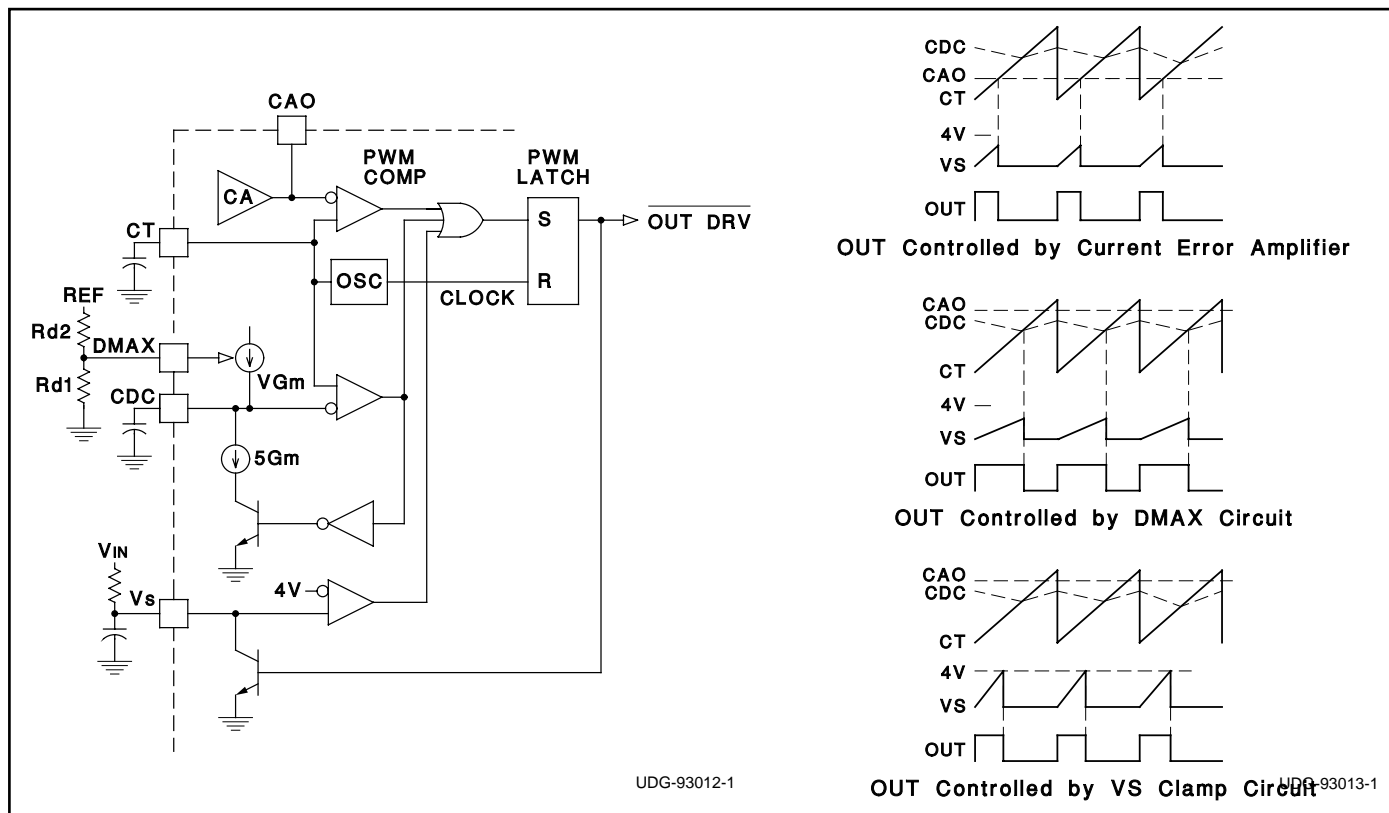 CAO
CA
PWM
COMP
PWM
LATCH
S
R
OUT DRV
CT
OSC
CLOCK
REF
Rd2
DMAX
Rd1
VGm
CDC
5Gm
VIN
4V
Vs
UDG-93012-1
CDC
CAO
CT
4V
VS
OUT
OUT Controlled by Current Error Amplifier
CAO
CDC
CT
4V
VS
OUT
OUT Controlled by DMAX Circuit
CAO
CDC
CT
4V
VS
OUT
OUT Controlled by VS Clamp Circuit
UDG-93013-1